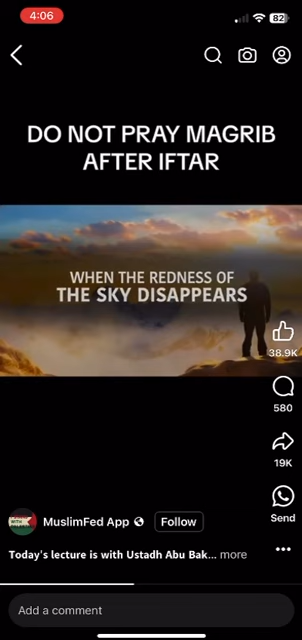 4:06
82
DO NOT PRAY MAGRIB
AFTER IFTAR
WHEN THE REDNESS OF
THE SKY DISAPPEARS
38.9K
580
19K
Send
MuslimFed App
Follow
Today's lecture is with Ustadh Abu Bak... more
Add a comment